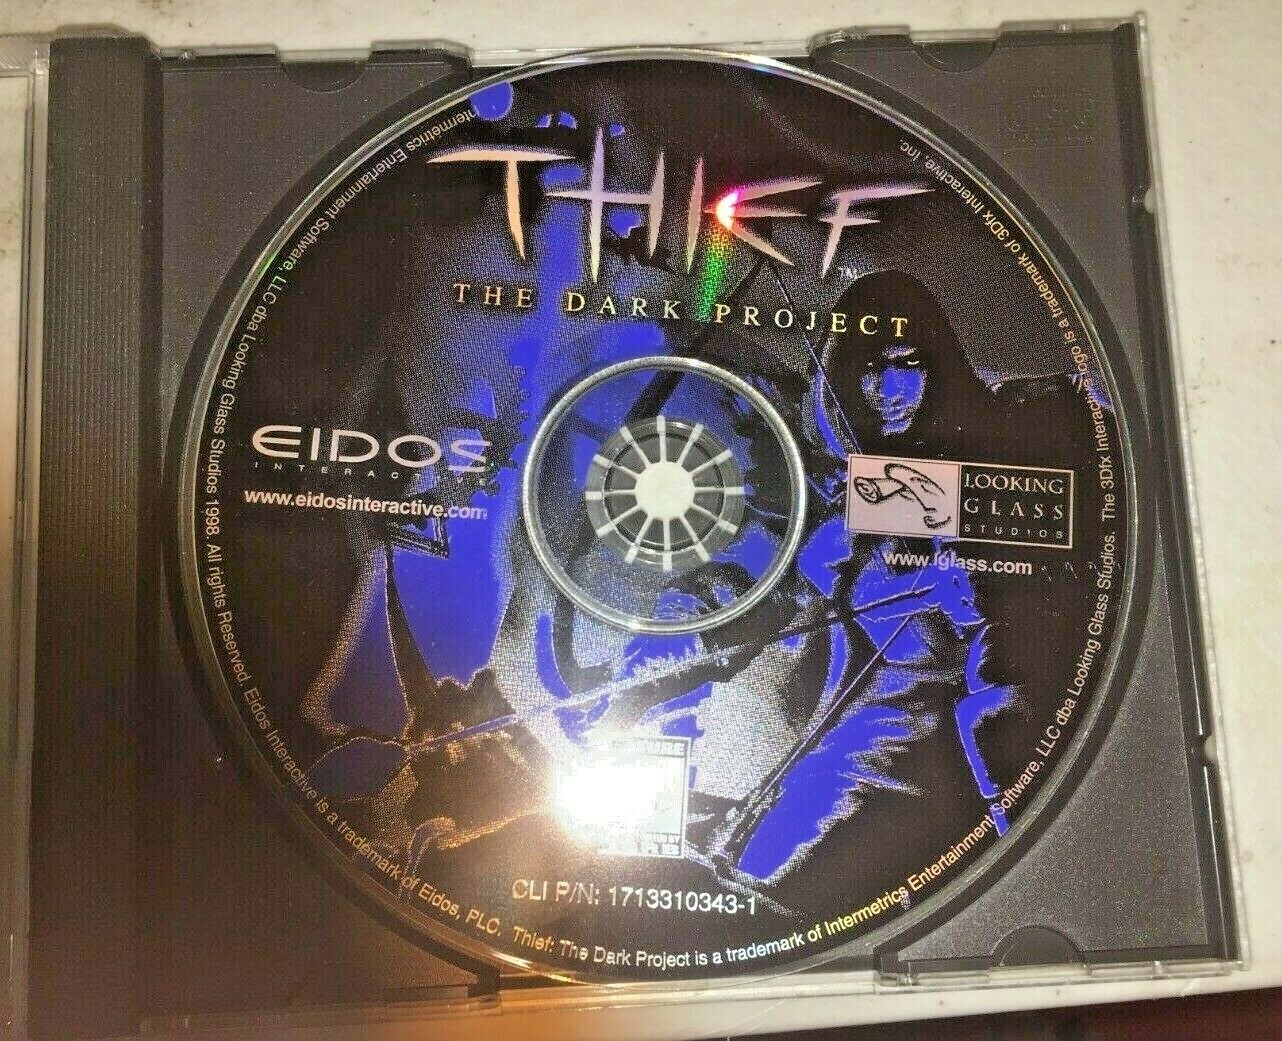 THIEF
™
THE DARK PROJECT
EIDOS
INTERACTIVE
www.eidosinteractive.com
LOOKING
GLASS
STUDIOS
www.lglass.com
CLI P/N: 1713310343-1
Intermetrics Entertainment Software, LLC dba Looking Glass Studios 1998. All rights Reserved Eidos Interactive is a trademark of Eidos, PLC. Thief: The Dark Project is a trademark of Intermetrics Entertainment Software, LLC dba Looking Glass Studios. The 3Dfx Interactive logo is a trademark of 3Dfx Interactive, Inc.